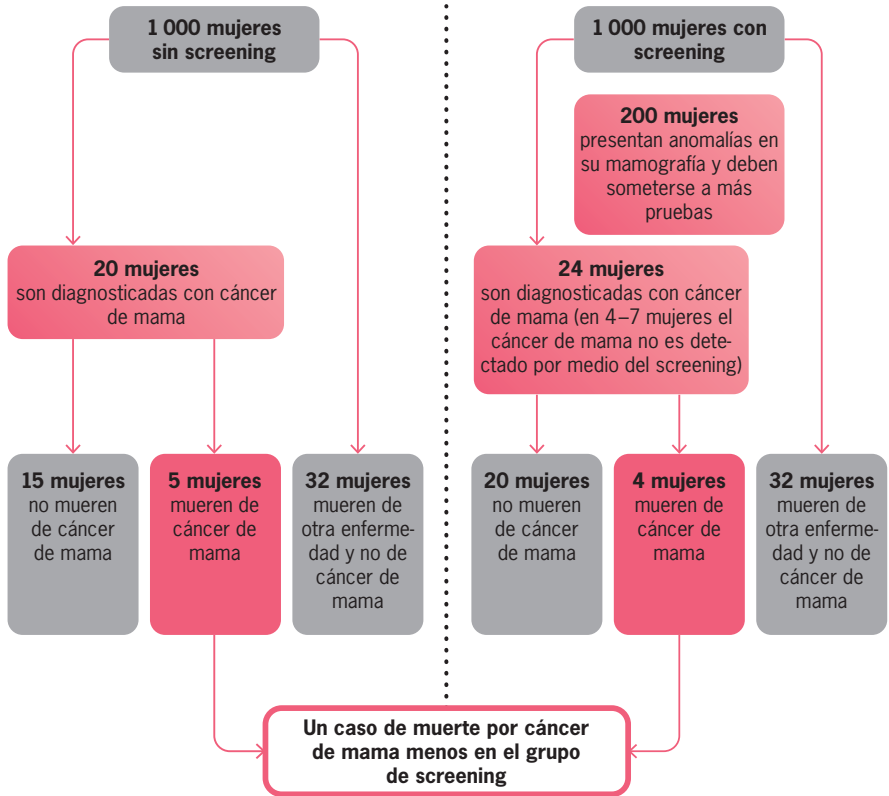 1 000 mujeres
sin screening
20 mujeres
son diagnosticadas con cáncer
de mama
15 mujeres
no mueren
de cáncer
de mama
5 mujeres
mueren de
cáncer de
mama
32 mujeres
mueren de
otra enferme-
dad y no de
cáncer de
mama
1 000 mujeres con
screening
200 mujeres
presentan anomalías en
su mamografía y deben
someterse a más
pruebas
24 mujeres
son diagnosticadas con cáncer
de mama (en 4–7 mujeres el
cáncer de mama no es detec-
tado por medio del screening)
20 mujeres
no mueren
de cáncer
de mama
4 mujeres
mueren de
cáncer de
mama
32 mujeres
mueren de
otra enferme-
dad y no de
cáncer de
mama
Un caso de muerte por cáncer
de mama menos en el grupo
de screening